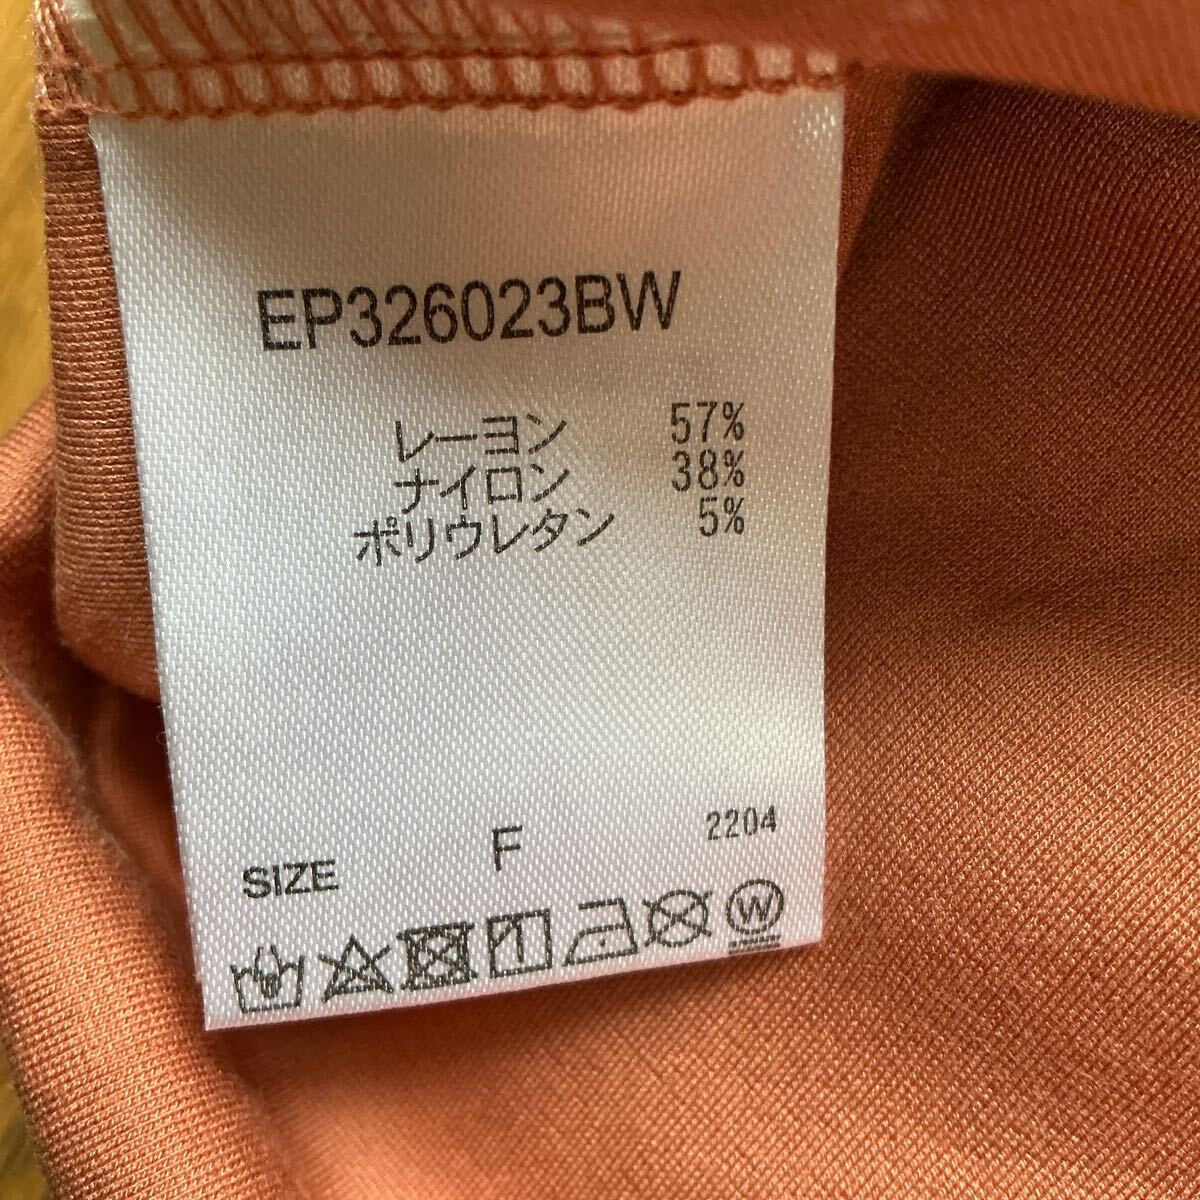 EP326023BW
レーヨン 57%
ナイロン 38%
ポリウレタン 5%
2204
SIZE F
W